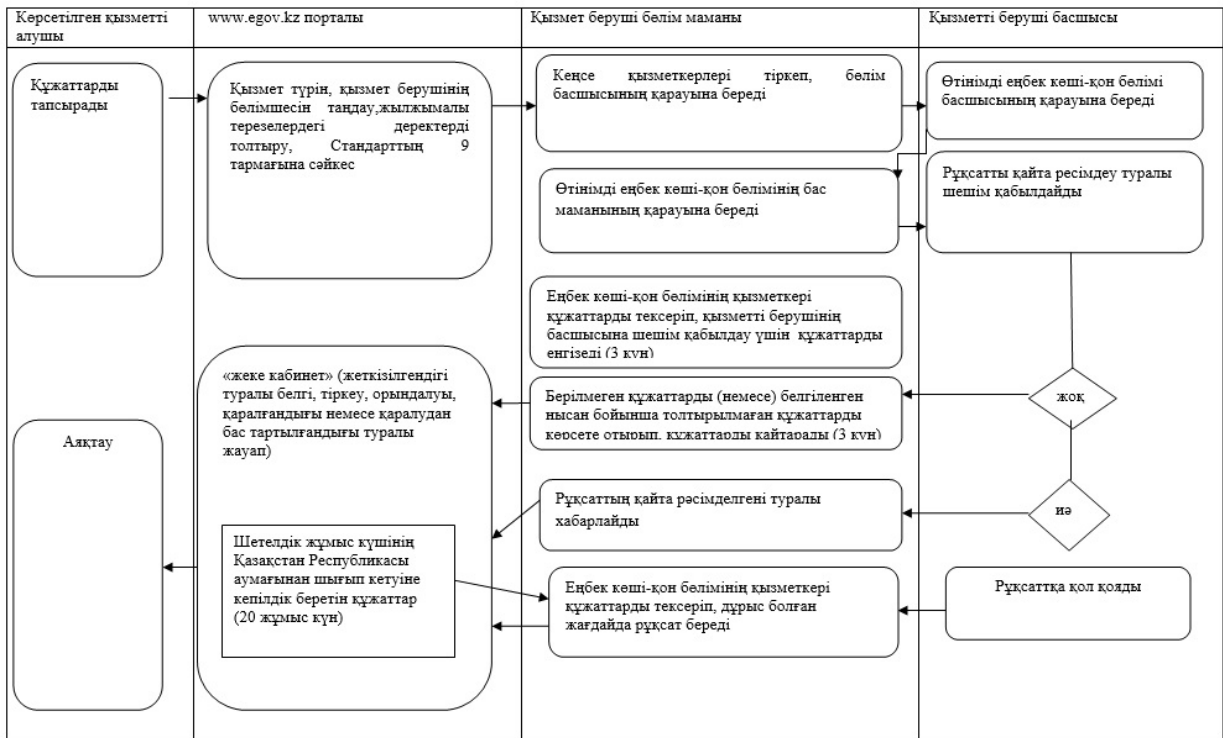 Көрсетілген қызметті
алушы
www.egov.kz порталы
Қызмет беруші бөлім маманы
Қызметті беруші басшысы
Құжаттарды
тапсырады
Қызмет түрін, қызмет берушінің
бөлімшесін таңдау,жылжымалы
терезелердегі деректерді
толтыру, Стандарттың 9
тармағына сәйкес
Кеңсе қызметкерлері тіркеп, бөлім
басшысының қарауына береді
Өтінімді еңбек көші-қон бөлімі
басшысының қарауына береді
Өтінімді еңбек көші-қон бөлімінің бас
маманының қарауына береді
Рұқсатты қайта ресімдеу туралы
шешім қабылдайды
Еңбек көші-қон бөлімінің қызметкері
құжаттарды тексеріп, қызметті берушінің
басшысына шешім қабылдау үшін құжаттарды
енгізеді (3 күн)
«жеке кабинет» (жеткізілгендігі
туралы белгі, тіркеу, орындалуы,
қаралғандығы немесе қаралудан
бас тартылғандығы туралы
жауап)
Берілмеген құжаттарды (немесе) белгіленген
нысан бойынша толтырылмаған құжаттарды
көрсете отырып, құжаттарды қайтарады (3 күн)
жоқ
Аяқтау
Рұқсаттың қайта рәсімделгені туралы
хабарлайды
иә
Шетелдік жұмыс күшінің
Қазақстан Республикасы
аумағынан шығып кетуіне
кепілдік беретін құжаттар
(20 жұмыс күн)
Еңбек көші-қон бөлімінің қызметкері
құжаттарды тексеріп, дұрыс болған
жағдайда рұқсат береді
Рұқсатқа қол қояды